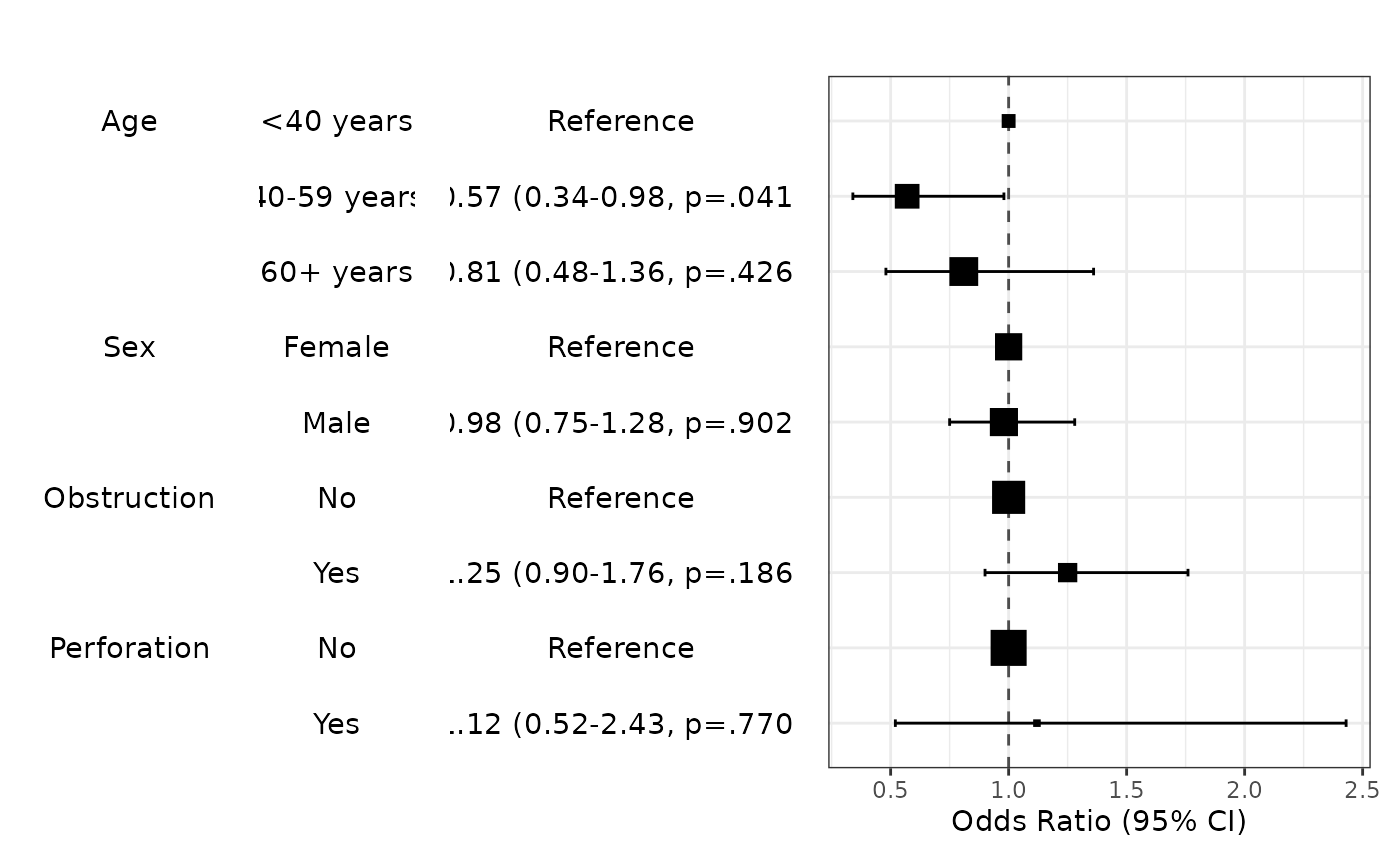 Age <40 years Reference
40-59 years 0.57 (0.34-0.98, p=.041
60+ years 0.81 (0.48-1.36, p=.426
Sex Female Reference
Male 0.98 (0.75-1.28, p=.902
Obstruction No Reference
Yes 1.25 (0.90-1.76, p=.186
Perforation No Reference
Yes 1.12 (0.52-2.43, p=.770
0.5 1.0 1.5 2.0 2.5
Odds Ratio (95% CI)